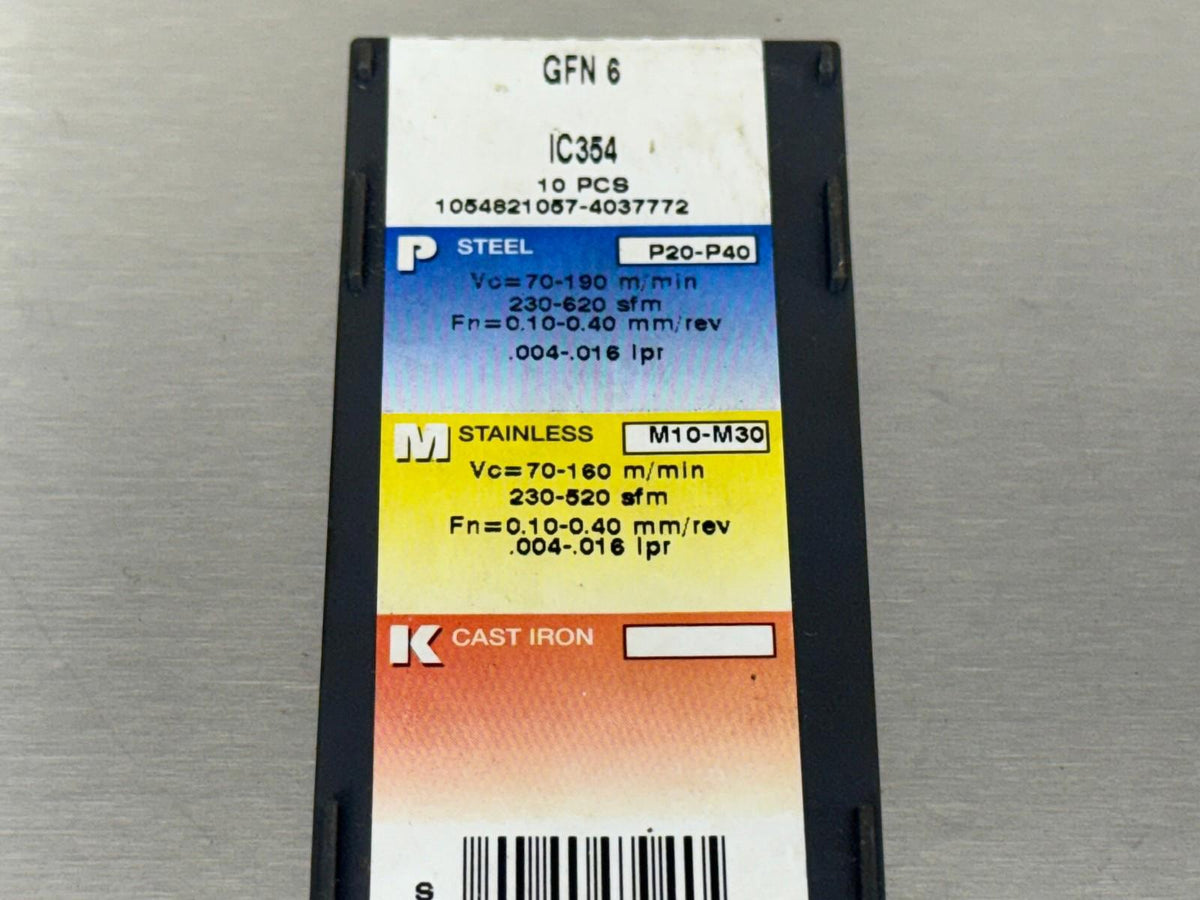 GFN 6
IC354
10 PCS
1054821057-4037772
P STEEL P20-P40
Vc=70-190 m/min
230-620 sfm
Fn=0.10-0.40 mm/rev
.004-.016 Ipr
M STAINLESS M10-M30
Vc=70-160 m/min
230-520 sfm
Fn=0.10-0.40 mm/rev
.004-.016 Ipr
K CAST IRON
S